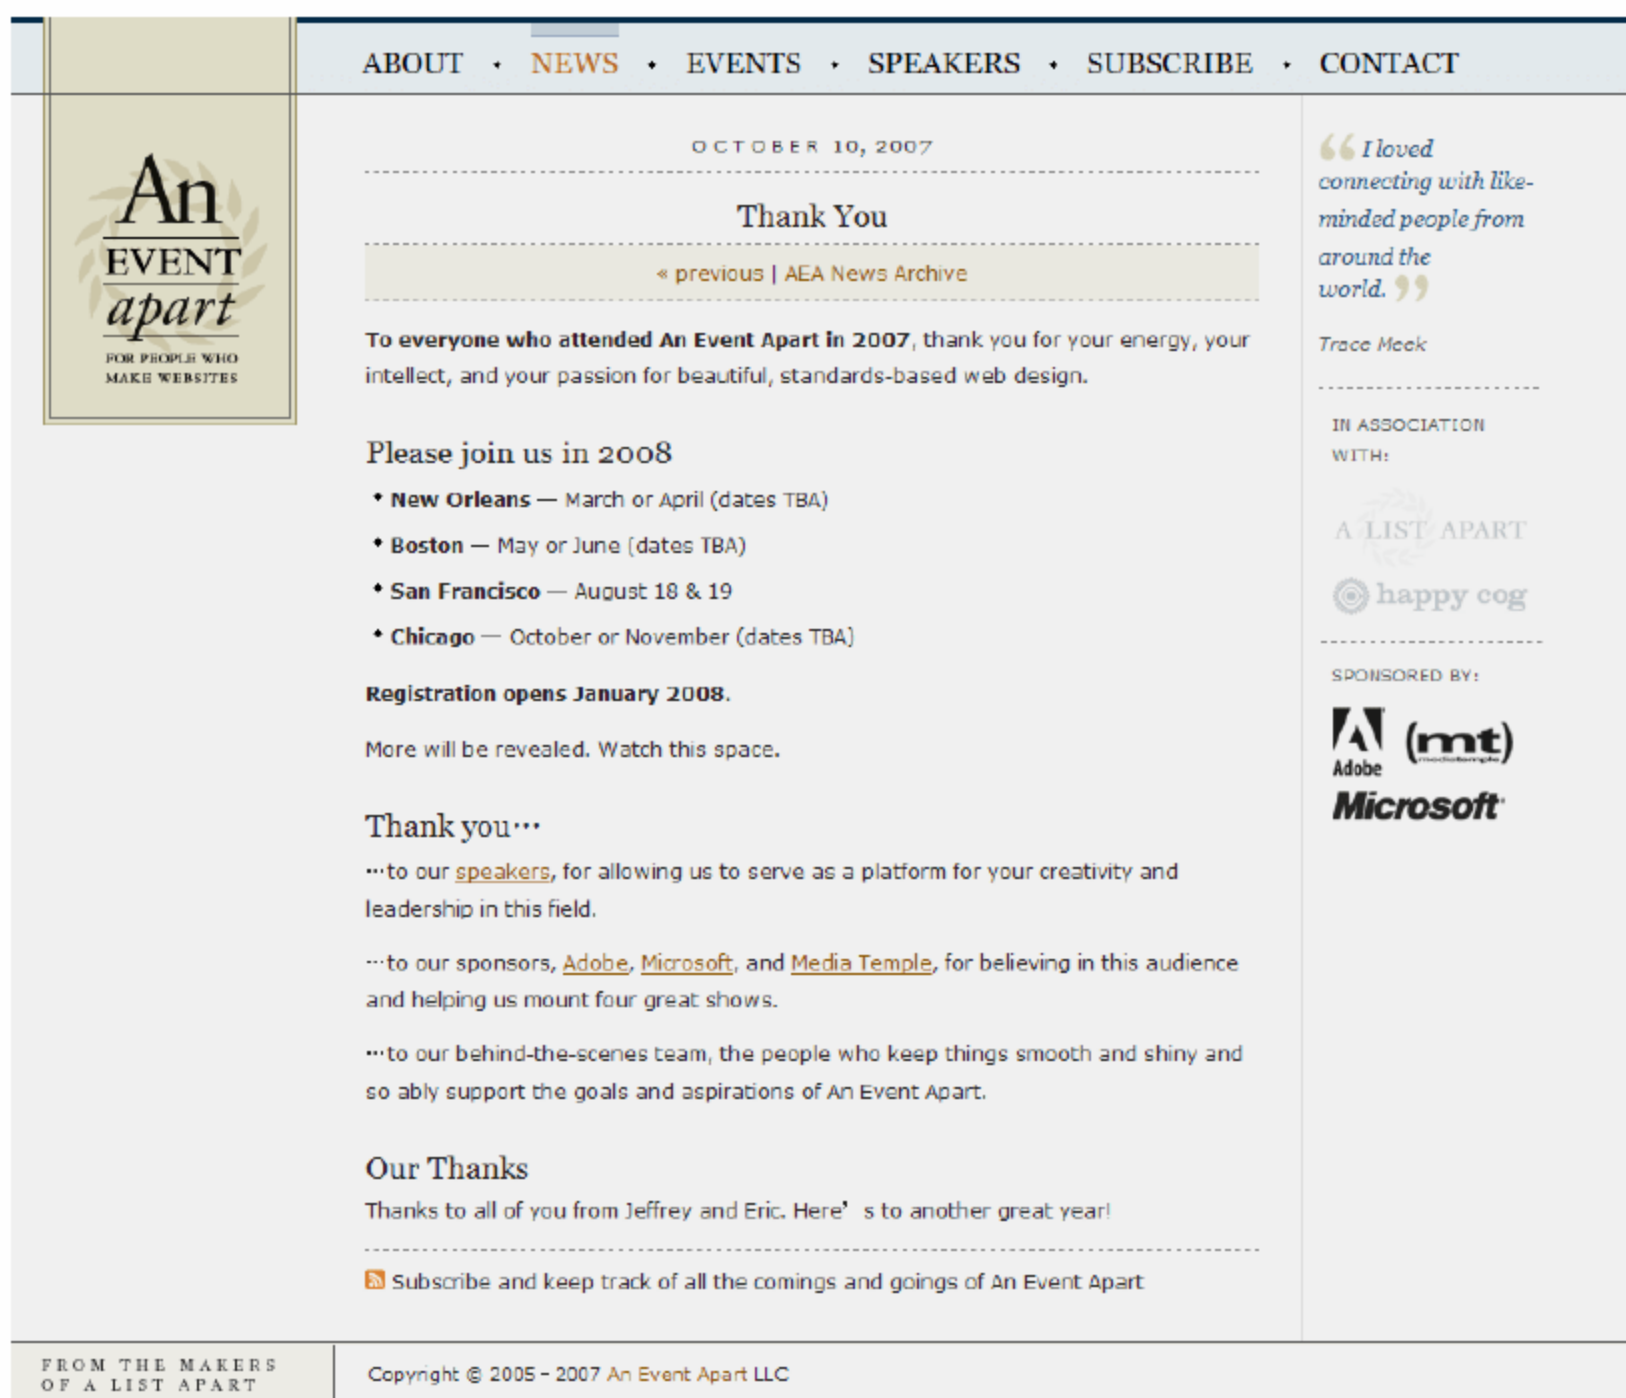 ABOUT • NEWS • EVENTS • SPEAKERS • SUBSCRIBE • CONTACT
An
EVENT
apart
FOR PEOPLE WHO
MAKE WEBSITES
OCTOBER 10, 2007
Thank You
« previous | AEA News Archive
To everyone who attended An Event Apart in 2007, thank you for your energy, your
intellect, and your passion for beautiful, standards-based web design.
Please join us in 2008
• New Orleans — March or April (dates TBA)
• Boston — May or June (dates TBA)
• San Francisco — August 18 & 19
• Chicago — October or November (dates TBA)
Registration opens January 2008.
More will be revealed. Watch this space.
Thank you…
…to our speakers, for allowing us to serve as a platform for your creativity and
leadership in this field.
…to our sponsors, Adobe, Microsoft, and Media Temple, for believing in this audience
and helping us mount four great shows.
…to our behind-the-scenes team, the people who keep things smooth and shiny and
so ably support the goals and aspirations of An Event Apart.
Our Thanks
Thanks to all of you from Jeffrey and Eric. Here’s to another great year!
Subscribe and keep track of all the comings and goings of An Event Apart
“I loved
connecting with like-
minded people from
around the
world.”
Trace Meek
IN ASSOCIATION
WITH:
A LIST APART
happy cog
SPONSORED BY:
Adobe
(mt)
mediatemple
Microsoft
FROM THE MAKERS
OF A LIST APART
Copyright © 2005 – 2007 An Event Apart LLC